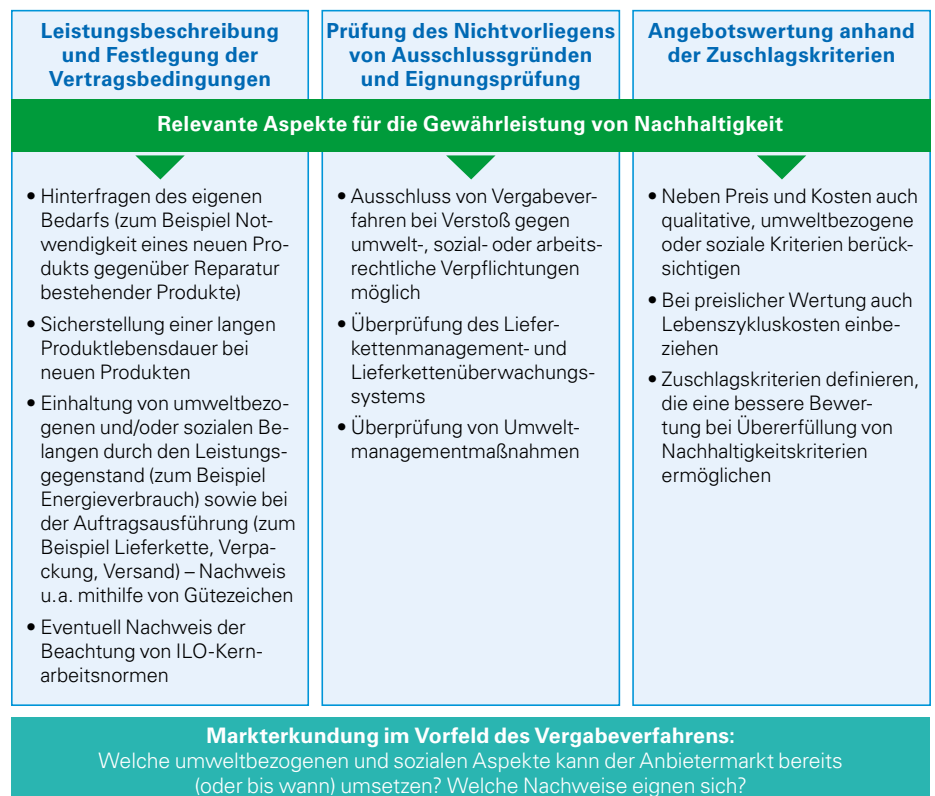 Leistungsbeschreibung
und Festlegung der
Vertragsbedingungen
Prüfung des Nichtvorliegens
von Ausschlussgründen
und Eignungsprüfung
Angebotswertung anhand
der Zuschlagskriterien
Relevante Aspekte für die Gewährleistung von Nachhaltigkeit
• Hinterfragen des eigenen
Bedarfs (zum Beispiel Not-
wendigkeit eines neuen Pro-
dukts gegenüber Reparatur
bestehender Produkte)
• Sicherstellung einer langen
Produktlebensdauer bei
neuen Produkten
• Einhaltung von umweltbezo-
genen und/oder sozialen Be-
langen durch den Leistungs-
gegenstand (zum Beispiel
Energieverbrauch) sowie bei
der Auftragsausführung (zum
Beispiel Lieferkette, Verpa-
ckung, Versand) – Nachweis
u.a. mithilfe von Gütezeichen
• Eventuell Nachweis der
Beachtung von ILO-Kern-
arbeitsnormen
• Ausschluss von Vergabever-
fahren bei Verstoß gegen
umwelt-, sozial- oder arbeits-
rechtliche Verpflichtungen
möglich
• Überprüfung des Liefer-
kettenmanagement- und
Lieferkettenüberwachungs-
systems
• Überprüfung von Umwelt-
managementmaßnahmen
• Neben Preis und Kosten auch
qualitative, umweltbezogene
oder soziale Kriterien berück-
sichtigen
• Bei preislicher Wertung auch
Lebenszykluskosten einbe-
ziehen
• Zuschlagskriterien definieren,
die eine bessere Bewer-
tung bei Übererfüllung von
Nachhaltigkeitskriterien
ermöglichen
Markterkundung im Vorfeld des Vergabeverfahrens:
Welche umweltbezogenen und sozialen Aspekte kann der Anbietermarkt bereits
(oder bis wann) umsetzen? Welche Nachweise eignen sich?